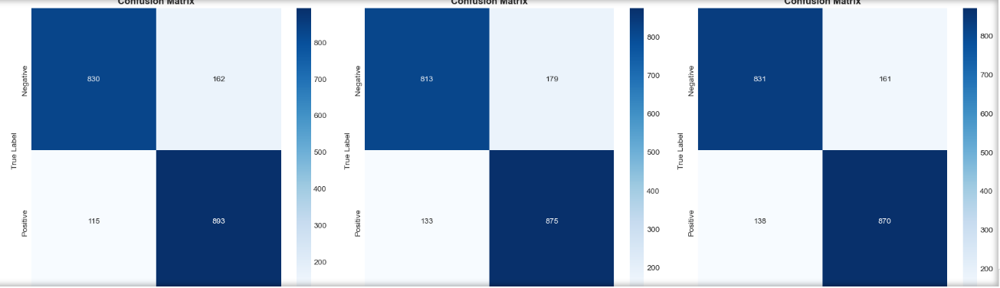 Confusion Matrix
Negative
Positive
True Label
830
162
115
893
800
700
600
500
400
300
200
Confusion Matrix
Negative
Positive
True Label
813
179
133
875
800
700
600
500
400
300
200
Confusion Matrix
Negative
Positive
True Label
831
161
138
870
800
700
600
500
400
300
200